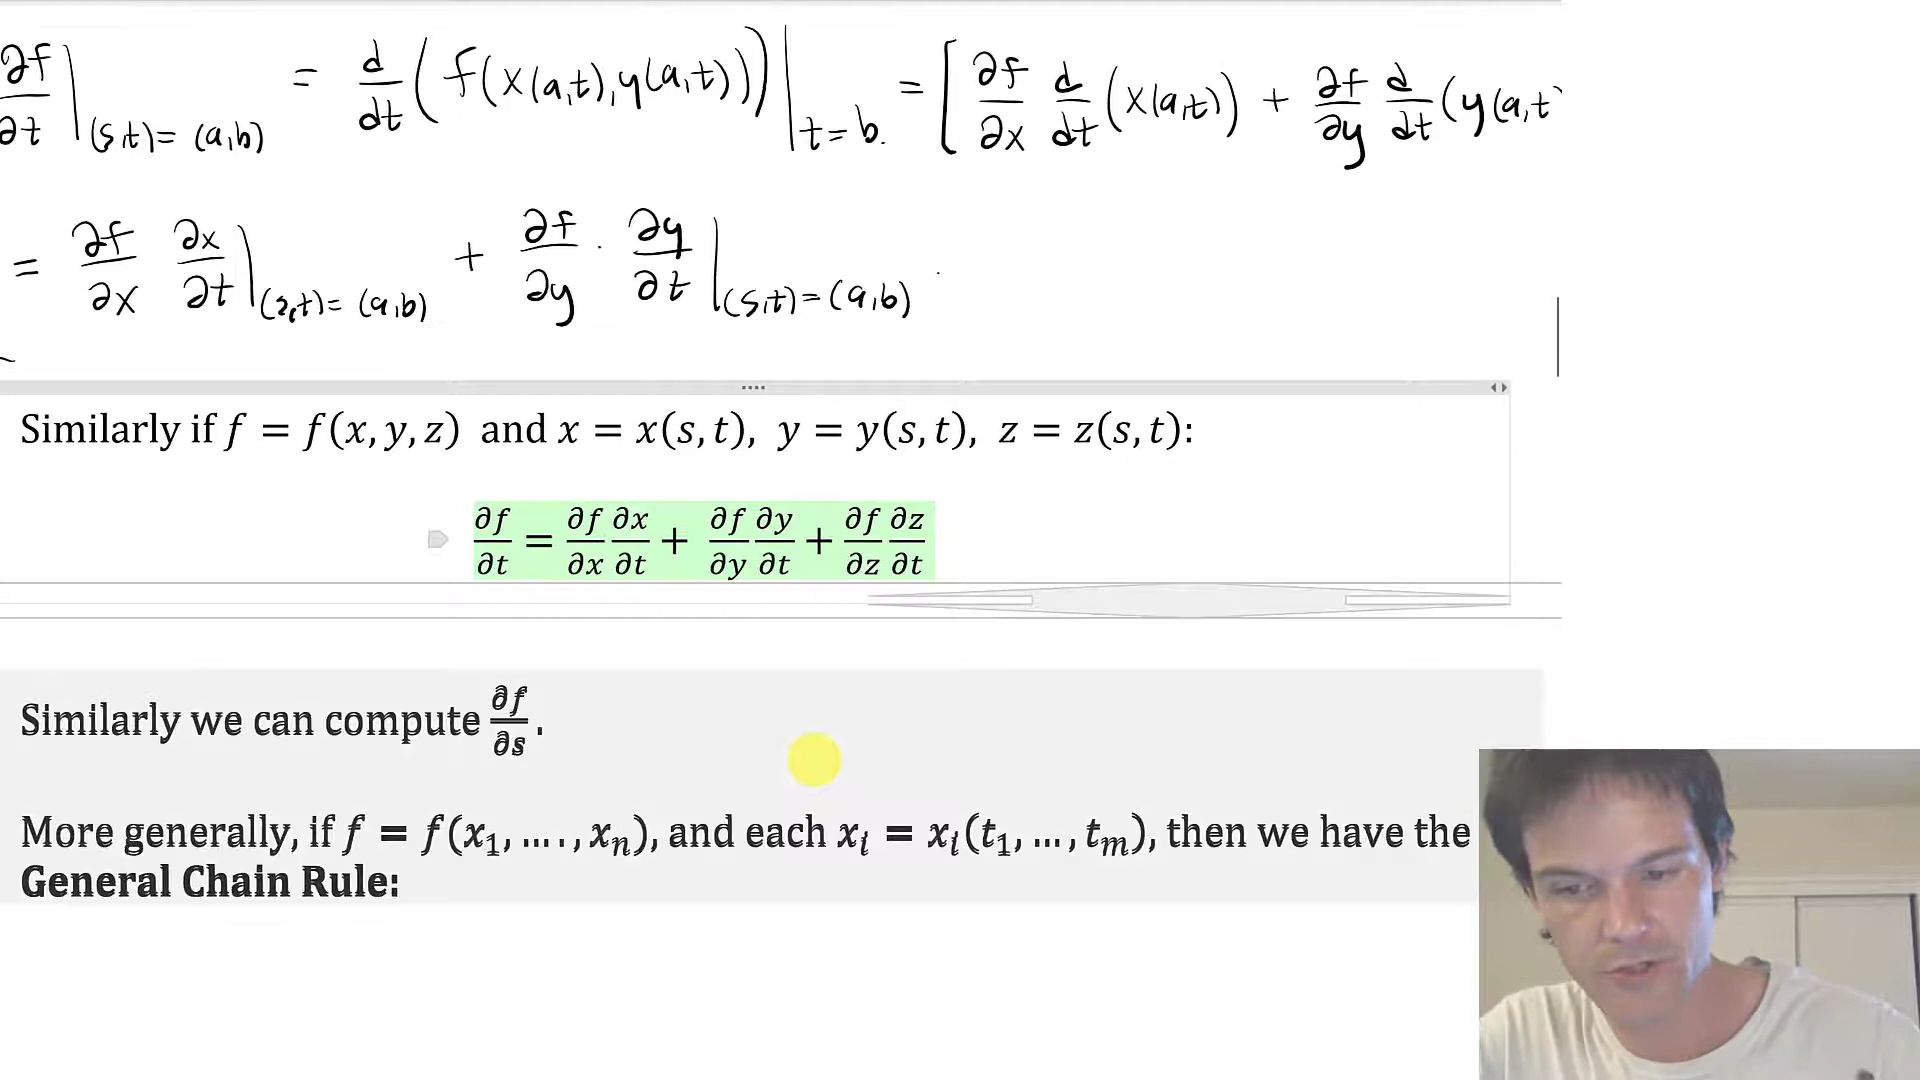 ∂f/∂t |(s,t)=(a,b) = d/dt (f(x(a,t),y(a,t))) |t=b. = [∂f/∂x d/dt (x(a,t)) + ∂f/∂y d/dt (y(a,t)
= ∂f/∂x ∂x/∂t |(s,t)=(a,b) + ∂f/∂y · ∂y/∂t |(s,t)=(a,b) .
Similarly if f = f(x, y, z) and x = x(s, t), y = y(s, t), z = z(s, t):
∂f/∂t = ∂f/∂x ∂x/∂t + ∂f/∂y ∂y/∂t + ∂f/∂z ∂z/∂t
Similarly we can compute ∂f/∂s .
More generally, if f = f(x₁, …., xₙ), and each xᵢ = xᵢ(t₁, …, tₘ), then we have the
General Chain Rule: